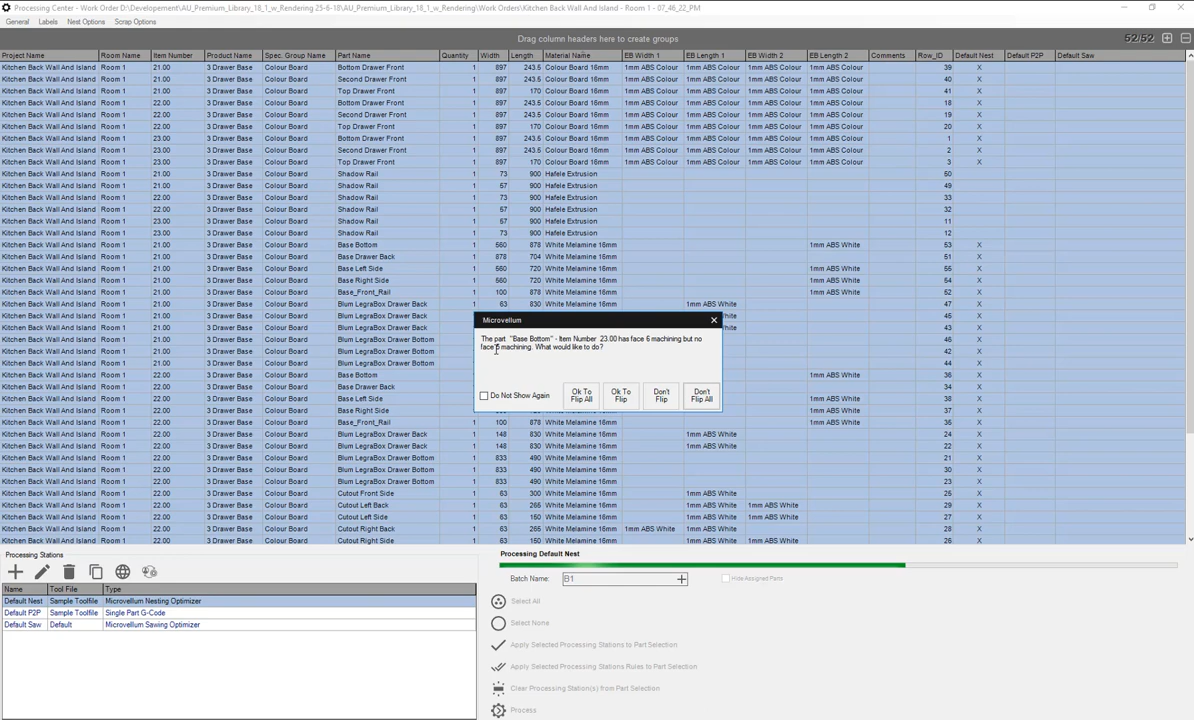 Processing Center - Work Order D:\Developement\AU_Premium_Library_18_1_w_Rendering 25-6-18\AU_Premium_Library_18_1_w_Rendering\Work Orders\Kitchen Back Wall And Island - Room 1 - 07_46_22_PM
General Labels Nest Options Scrap Options
Drag column headers here to create groups 52/52
Project Name Room Name Item Number Product Name Spec. Group Name Part Name Quantity Width Length Material Name EB Width 1 EB Length 1 EB Width 2 EB Length 2 Comments Row_ID Default Nest Default P2P Default Saw
Kitchen Back Wall And Island Room 1 21.00 3 Drawer Base Colour Board Bottom Drawer Front 1 897 243.5 Colour Board 16mm 1mm ABS Colour 1mm ABS Colour 1mm ABS Colour 1mm ABS Colour 39 X
Kitchen Back Wall And Island Room 1 21.00 3 Drawer Base Colour Board Second Drawer Front 1 897 243.5 Colour Board 16mm 1mm ABS Colour 1mm ABS Colour 1mm ABS Colour 1mm ABS Colour 40 X
Kitchen Back Wall And Island Room 1 21.00 3 Drawer Base Colour Board Top Drawer Front 1 897 170 Colour Board 16mm 1mm ABS Colour 1mm ABS Colour 1mm ABS Colour 1mm ABS Colour 41 X
Kitchen Back Wall And Island Room 1 22.00 3 Drawer Base Colour Board Bottom Drawer Front 1 897 243.5 Colour Board 16mm 1mm ABS Colour 1mm ABS Colour 1mm ABS Colour 1mm ABS Colour 18 X
Kitchen Back Wall And Island Room 1 22.00 3 Drawer Base Colour Board Second Drawer Front 1 897 243.5 Colour Board 16mm 1mm ABS Colour 1mm ABS Colour 1mm ABS Colour 1mm ABS Colour 19 X
Kitchen Back Wall And Island Room 1 22.00 3 Drawer Base Colour Board Top Drawer Front 1 897 170 Colour Board 16mm 1mm ABS Colour 1mm ABS Colour 1mm ABS Colour 1mm ABS Colour 20 X
Kitchen Back Wall And Island Room 1 23.00 3 Drawer Base Colour Board Bottom Drawer Front 1 897 243.5 Colour Board 16mm 1mm ABS Colour 1mm ABS Colour 1mm ABS Colour 1mm ABS Colour 1 X
Kitchen Back Wall And Island Room 1 23.00 3 Drawer Base Colour Board Second Drawer Front 1 897 243.5 Colour Board 16mm 1mm ABS Colour 1mm ABS Colour 1mm ABS Colour 1mm ABS Colour 2 X
Kitchen Back Wall And Island Room 1 23.00 3 Drawer Base Colour Board Top Drawer Front 1 897 170 Colour Board 16mm 1mm ABS Colour 1mm ABS Colour 1mm ABS Colour 1mm ABS Colour 3 X
Kitchen Back Wall And Island Room 1 21.00 3 Drawer Base Colour Board Shadow Rail 1 73 900 Hafele Extrusion 50
Kitchen Back Wall And Island Room 1 21.00 3 Drawer Base Colour Board Shadow Rail 1 57 900 Hafele Extrusion 49
Kitchen Back Wall And Island Room 1 22.00 3 Drawer Base Colour Board Shadow Rail 1 73 900 Hafele Extrusion 33
Kitchen Back Wall And Island Room 1 22.00 3 Drawer Base Colour Board Shadow Rail 1 57 900 Hafele Extrusion 32
Kitchen Back Wall And Island Room 1 23.00 3 Drawer Base Colour Board Shadow Rail 1 57 900 Hafele Extrusion 11
Kitchen Back Wall And Island Room 1 23.00 3 Drawer Base Colour Board Shadow Rail 1 73 900 Hafele Extrusion 12
Kitchen Back Wall And Island Room 1 21.00 3 Drawer Base Colour Board Base Bottom 1 560 878 White Melamine 16mm 1mm ABS White 53 X
Kitchen Back Wall And Island Room 1 21.00 3 Drawer Base Colour Board Base Drawer Back 1 878 704 White Melamine 16mm 51 X
Kitchen Back Wall And Island Room 1 21.00 3 Drawer Base Colour Board Base Left Side 1 560 720 White Melamine 16mm 1mm ABS White 55 X
Kitchen Back Wall And Island Room 1 21.00 3 Drawer Base Colour Board Base Right Side 1 560 720 White Melamine 16mm 1mm ABS White 54 X
Kitchen Back Wall And Island Room 1 21.00 3 Drawer Base Colour Board Base_Front_Rail 1 100 878 White Melamine 16mm 1mm ABS White 52 X
Kitchen Back Wall And Island Room 1 21.00 3 Drawer Base Colour Board Blum LegraBox Drawer Back 1 63 830 White Melamine 16mm 1mm ABS White 47 X
Kitchen Back Wall And Island Room 1 21.00 3 Drawer Base Colour Board Blum LegraBox Drawer Back 46 X
Kitchen Back Wall And Island Room 1 21.00 3 Drawer Base Colour Board Blum LegraBox Drawer Back 43 X
Kitchen Back Wall And Island Room 1 21.00 3 Drawer Base Colour Board Blum LegraBox Drawer Bottom 46 X
Kitchen Back Wall And Island Room 1 21.00 3 Drawer Base Colour Board Blum LegraBox Drawer Bottom 42 X
Kitchen Back Wall And Island Room 1 21.00 3 Drawer Base Colour Board Blum LegraBox Drawer Bottom 44 X
Kitchen Back Wall And Island Room 1 22.00 3 Drawer Base Colour Board Base Bottom 1mm ABS White 36 X
Kitchen Back Wall And Island Room 1 22.00 3 Drawer Base Colour Board Base Drawer Back 34 X
Kitchen Back Wall And Island Room 1 22.00 3 Drawer Base Colour Board Base Left Side 1mm ABS White 38 X
Kitchen Back Wall And Island Room 1 22.00 3 Drawer Base Colour Board Base Right Side 1mm ABS White 37 X
Kitchen Back Wall And Island Room 1 22.00 3 Drawer Base Colour Board Base_Front_Rail 1 100 878 White Melamine 16mm 1mm ABS White 35 X
Kitchen Back Wall And Island Room 1 22.00 3 Drawer Base Colour Board Blum LegraBox Drawer Back 1 148 830 White Melamine 16mm 1mm ABS White 24 X
Kitchen Back Wall And Island Room 1 22.00 3 Drawer Base Colour Board Blum LegraBox Drawer Back 1 148 830 White Melamine 16mm 1mm ABS White 22 X
Kitchen Back Wall And Island Room 1 22.00 3 Drawer Base Colour Board Blum LegraBox Drawer Bottom 1 833 490 White Melamine 16mm 21 X
Kitchen Back Wall And Island Room 1 22.00 3 Drawer Base Colour Board Blum LegraBox Drawer Bottom 1 833 490 White Melamine 16mm 30 X
Kitchen Back Wall And Island Room 1 22.00 3 Drawer Base Colour Board Blum LegraBox Drawer Bottom 1 833 490 White Melamine 16mm 23 X
Kitchen Back Wall And Island Room 1 22.00 3 Drawer Base Colour Board Cutout Front Side 1 63 300 White Melamine 16mm 1mm ABS White 25 X
Kitchen Back Wall And Island Room 1 22.00 3 Drawer Base Colour Board Cutout Left Back 1 63 265 White Melamine 16mm 1mm ABS White 1mm ABS White 29 X
Kitchen Back Wall And Island Room 1 22.00 3 Drawer Base Colour Board Cutout Left Side 1 63 150 White Melamine 16mm 1mm ABS White 1mm ABS White 27 X
Kitchen Back Wall And Island Room 1 22.00 3 Drawer Base Colour Board Cutout Right Back 1 63 265 White Melamine 16mm 1mm ABS White 1mm ABS White 28 X
Kitchen Back Wall And Island Room 1 22.00 3 Drawer Base Colour Board Cutout Right Side 1 63 150 White Melamine 16mm 1mm ABS White 1mm ABS White 26 X
Microvellum
The part "Base Bottom" - Item Number 23.00 has face 6 machining but no
face 5 machining. What would like to do?
Do Not Show Again
Ok To Flip All
Ok To Flip
Don't Flip
Don't Flip All
Processing Stations
Name Tool File Type
Default Nest Sample Toolfile Microvellum Nesting Optimizer
Default P2P Sample Toolfile Single Part G-Code
Default Saw Default Microvellum Sawing Optimizer
Processing Default Nest
Batch Name: B1 Hide Assigned Parts
Select All
Select None
Apply Selected Processing Stations to Part Selection
Apply Selected Processing Stations Rules to Part Selection
Clear Processing Station(s) from Part Selection
Process